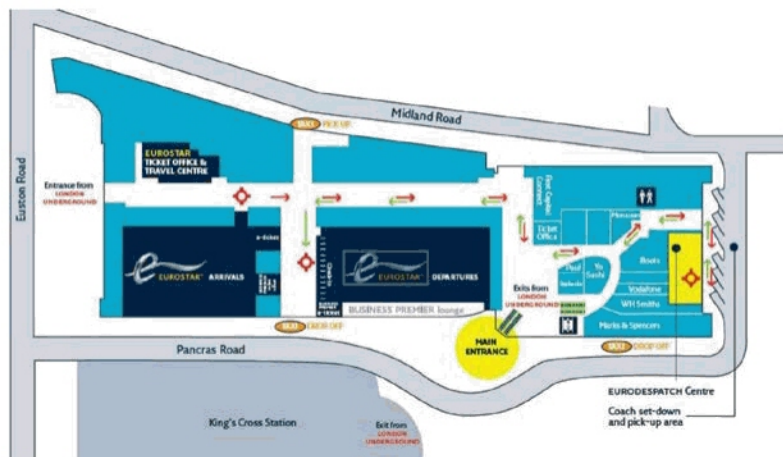 Midland Road
TAXI PICK UP
EUROSTAR
TICKET OFFICE &
TRAVEL CENTRE
Euston Road
Entrance from
LONDON
UNDERGROUND
First Capital
Connect
Ticket
Office
Monsoon
e-ticket
EUROSTAR ARRIVALS
EUROSTAR DEPARTURES
Paul
Yo
Sushi
Boots
Exits from
LONDON
UNDERGROUND
Vodafone
WH Smiths
BUSINESS PREMIER lounge
Marks & Spencers
TAXI DROP OFF
MAIN
ENTRANCE
TAXI DROP OFF
Pancras Road
EURODESPATCH Centre
Coach set-down
and pick-up area
King's Cross Station
Exit from
LONDON
UNDERGROUND